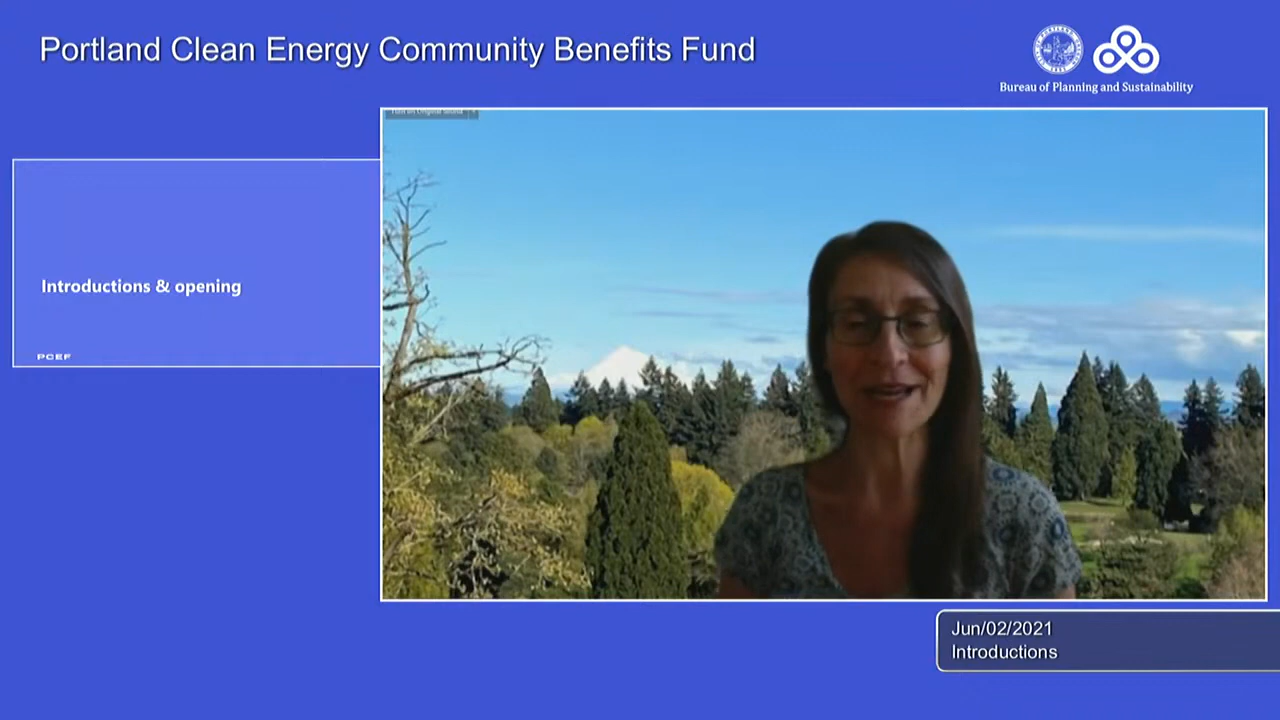 Portland Clean Energy Community Benefits Fund
Bureau of Planning and Sustainability
Introductions & opening
PCEF
Jun/02/2021
Introductions